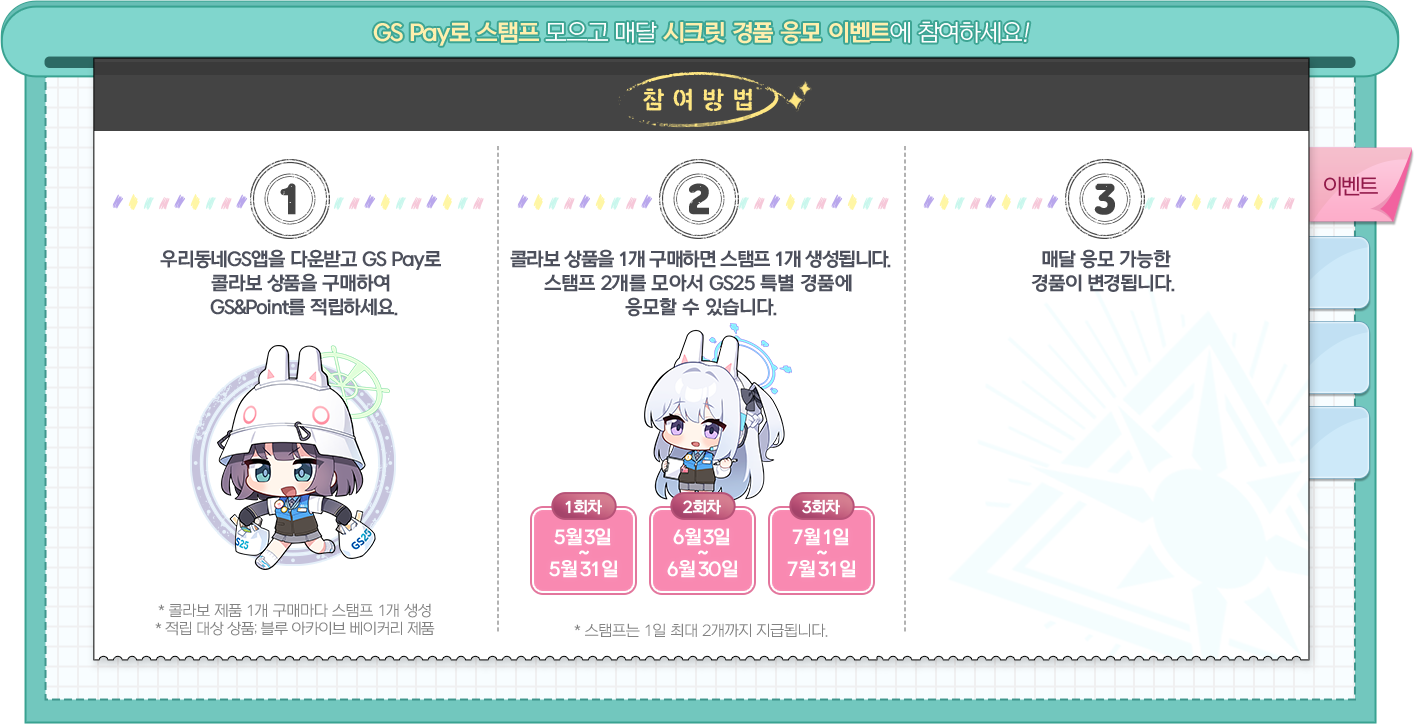 GS Pay로 스탬프 모으고 매달 시크릿 경품 응모 이벤트에 참여하세요!
참여방법
이벤트
1
우리동네GS앱을 다운받고 GS Pay로
콜라보 상품을 구매하여
GS&Point를 적립하세요.
S25
GS25
* 콜라보 제품 1개 구매마다 스탬프 1개 생성
* 적립 대상 상품; 블루 아카이브 베이커리 제품
2
콜라보 상품을 1개 구매하면 스탬프 1개 생성됩니다.
스탬프 2개를 모아서 GS25 특별 경품에
응모할 수 있습니다.
1회차
5월3일
~
5월31일
2회차
6월3일
~
6월30일
3회차
7월1일
~
7월31일
* 스탬프는 1일 최대 2개까지 지급됩니다.
3
매달 응모 가능한
경품이 변경됩니다.